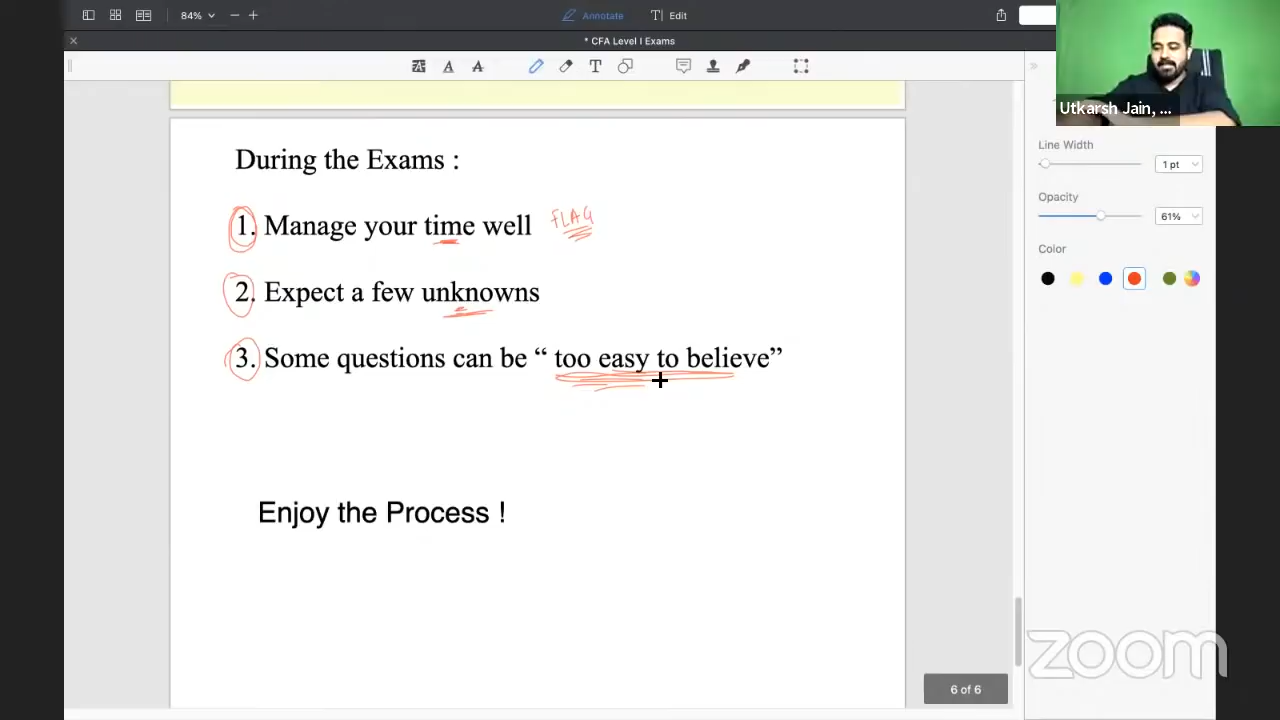 84%
Annotate
T Edit
* CFA Level I Exams
Utkarsh Jain, ...
During the Exams :
1. Manage your time well FLAG
2. Expect a few unknowns
3. Some questions can be “ too easy to believe”
Enjoy the Process !
Line Width
1 pt
Opacity
61%
Color
6 of 6
zoom